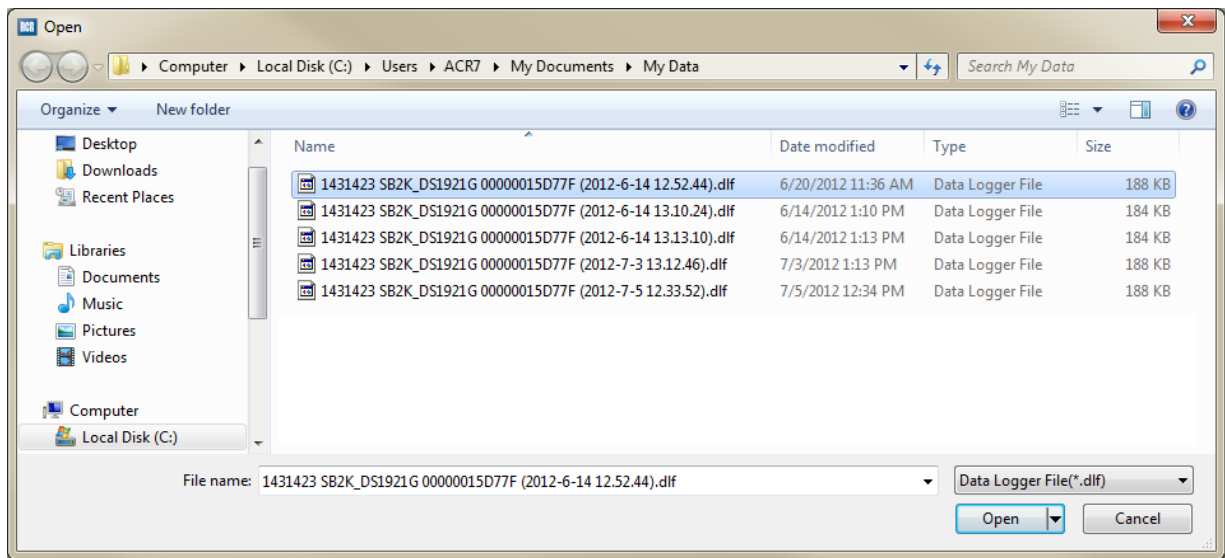 ACR Open
Computer Local Disk (C:) Users ACR7 My Documents My Data Search My Data
Organize New folder
Desktop
Downloads
Recent Places
Libraries
Documents
Music
Pictures
Videos
Computer
Local Disk (C:)
Name Date modified Type Size
1431423 SB2K_DS1921G 00000015D77F (2012-6-14 12.52.44).dlf 6/20/2012 11:36 AM Data Logger File 188 KB
1431423 SB2K_DS1921G 00000015D77F (2012-6-14 13.10.24).dlf 6/14/2012 1:10 PM Data Logger File 184 KB
1431423 SB2K_DS1921G 00000015D77F (2012-6-14 13.13.10).dlf 6/14/2012 1:13 PM Data Logger File 184 KB
1431423 SB2K_DS1921G 00000015D77F (2012-7-3 13.12.46).dlf 7/3/2012 1:13 PM Data Logger File 188 KB
1431423 SB2K_DS1921G 00000015D77F (2012-7-5 12.33.52).dlf 7/5/2012 12:34 PM Data Logger File 188 KB
File name: 1431423 SB2K_DS1921G 00000015D77F (2012-6-14 12.52.44).dlf Data Logger File(*.dlf)
Open Cancel